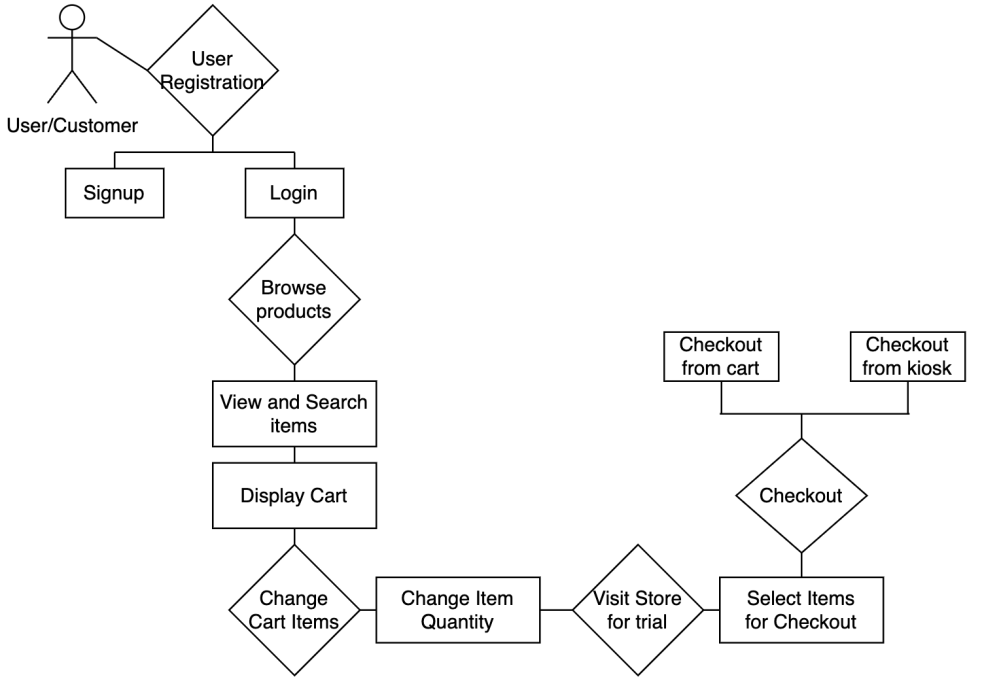 User
Registration
User/Customer
Signup
Login
Browse
products
View and Search
items
Display Cart
Change
Cart Items
Change Item
Quantity
Visit Store
for trial
Select Items
for Checkout
Checkout
Checkout
from cart
Checkout
from kiosk